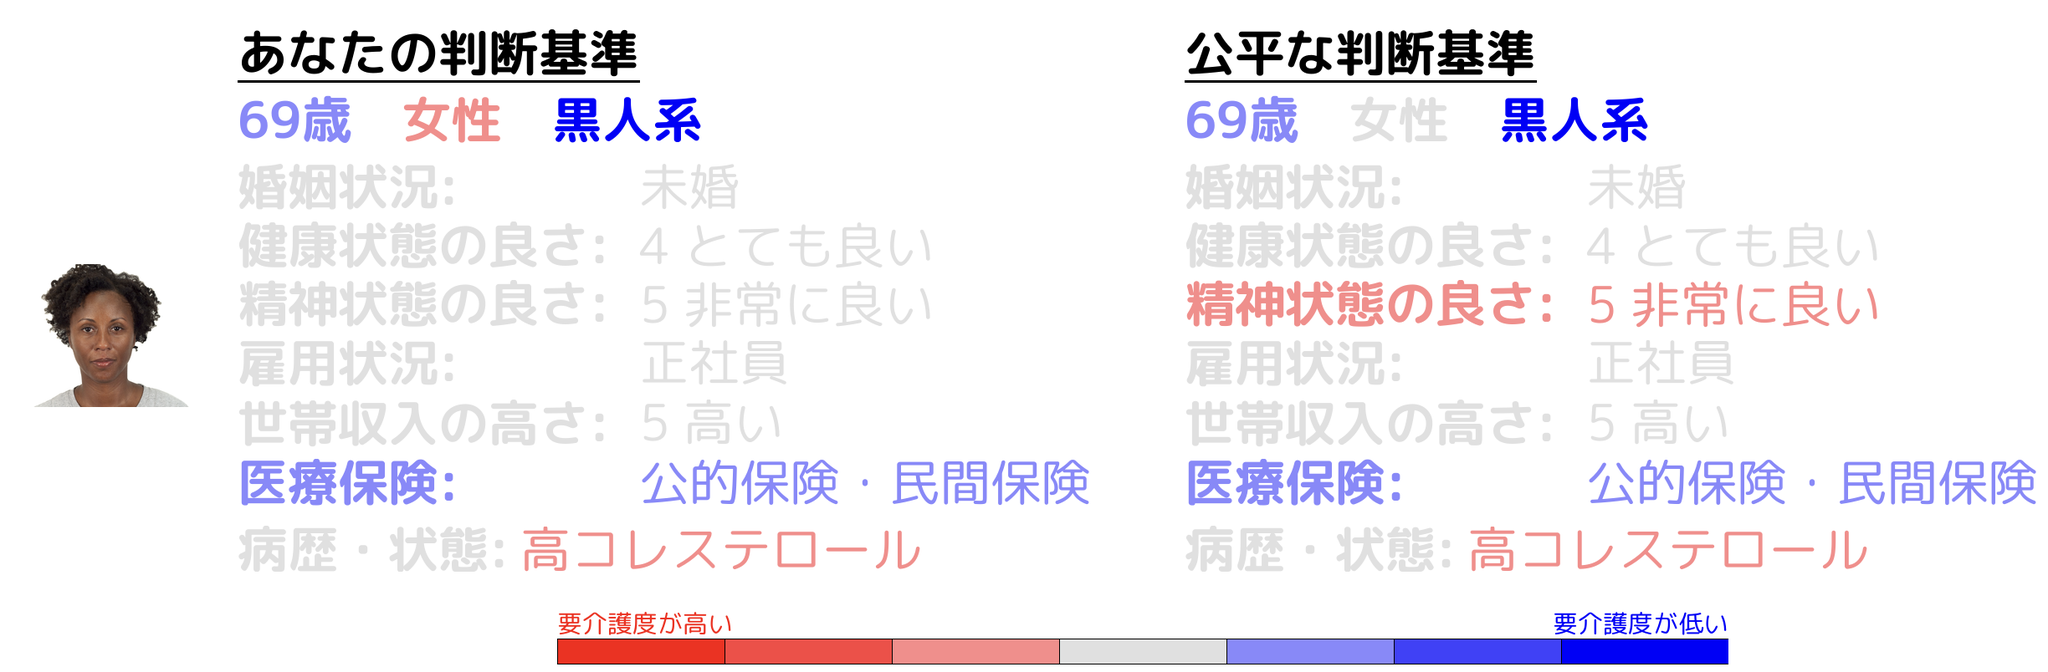 あなたの判断基準
69歳 女性 黒人系
婚姻状況: 未婚
健康状態の良さ: 4 とても良い
精神状態の良さ: 5 非常に良い
雇用状況: 正社員
世帯収入の高さ: 5 高い
医療保険: 公的保険・民間保険
病歴・状態: 高コレステロール
公平な判断基準
69歳 女性 黒人系
婚姻状況: 未婚
健康状態の良さ: 4 とても良い
精神状態の良さ: 5 非常に良い
雇用状況: 正社員
世帯収入の高さ: 5 高い
医療保険: 公的保険・民間保険
病歴・状態: 高コレステロール
要介護度が高い
要介護度が低い